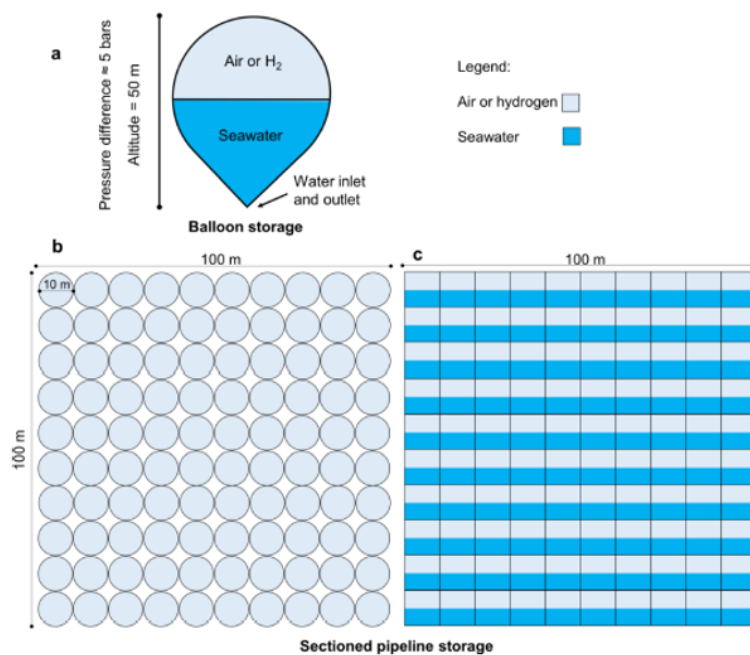 a
Pressure difference ≈ 5 bars
Altitude = 50 m
Air or H₂
Seawater
Water inlet
and outlet
Balloon storage
Legend:
Air or hydrogen
Seawater
b
100 m
c
100 m
10 m
100 m
Sectioned pipeline storage